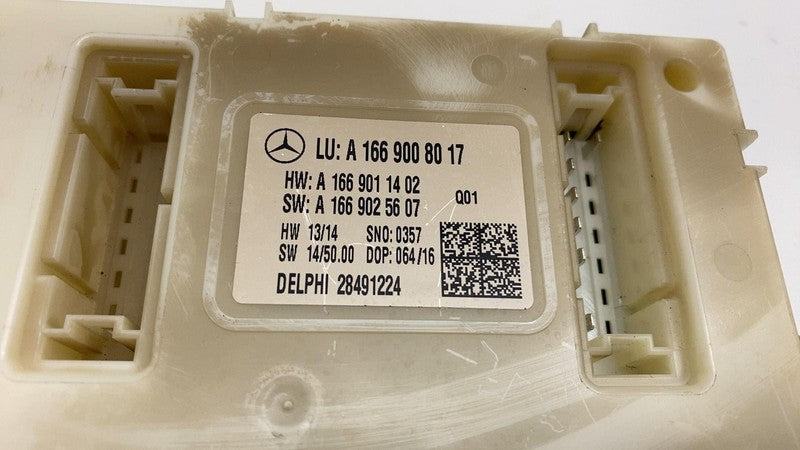 LU: A 166 900 80 17
HW: A 166 901 14 02
SW: A 166 902 56 07 Q01
HW 13/14 SNO: 0357
SW 14/50.00 DOP: 064/16
DELPHI 28491224